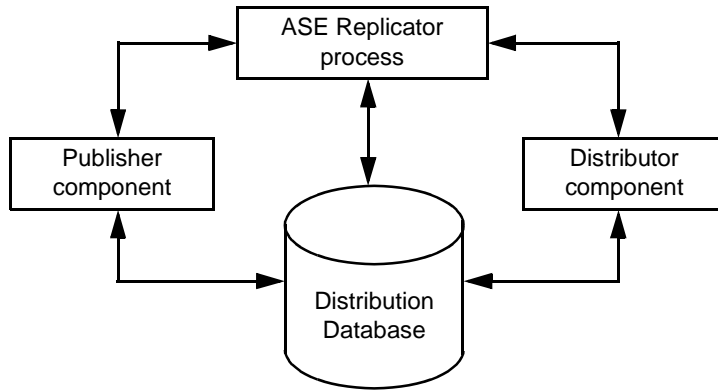 ASE Replicator
process
Publisher
component
Distributor
component
Distribution
Database